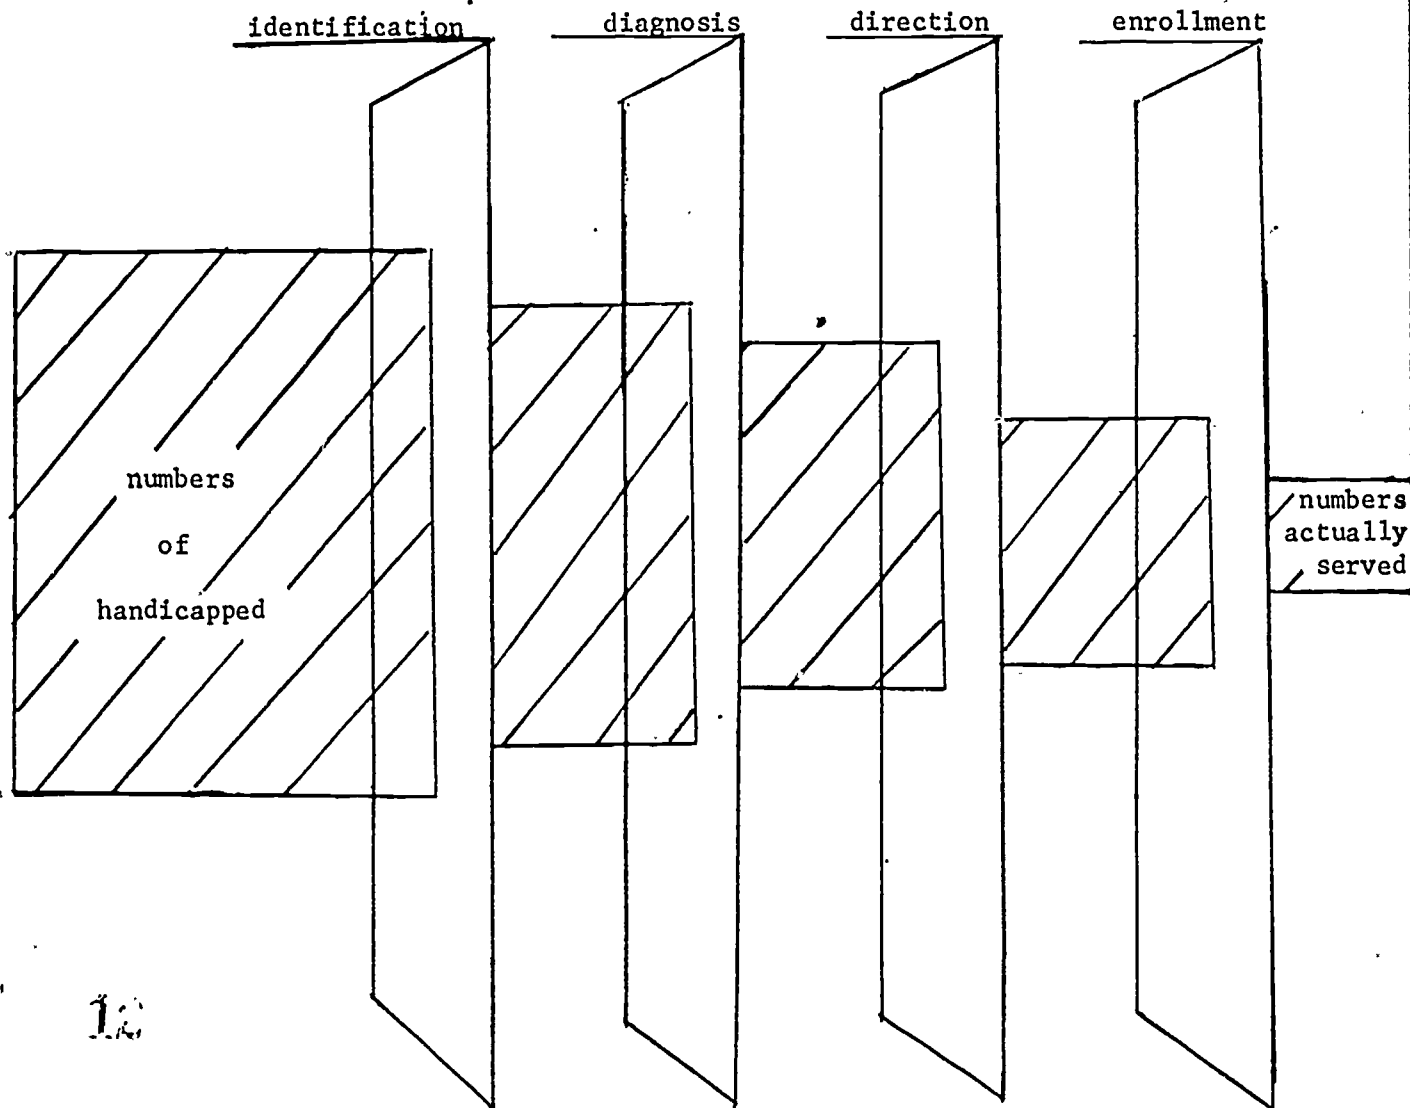 identification
diagnosis
direction
enrollment
numbers
of
handicapped
numbers
actually
served